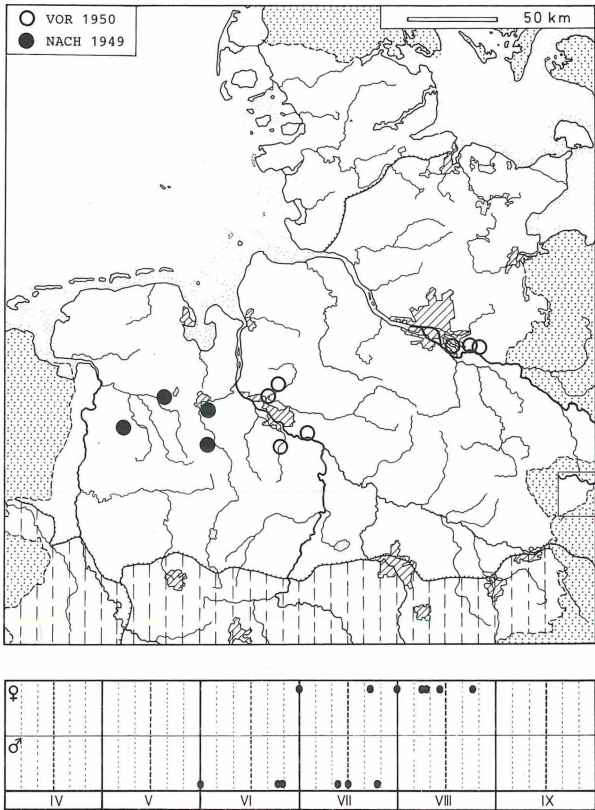 VOR 1950
NACH 1949
50 km
♀
♂
IV V VI VII VIII IX